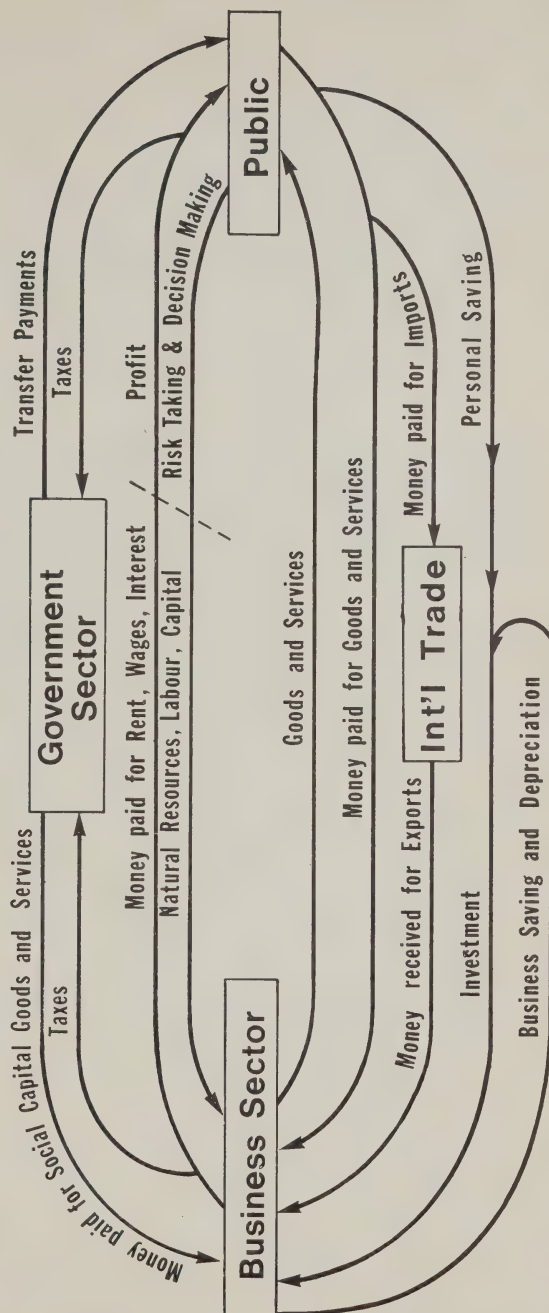 Money paid for Social Capital Goods and Services
Taxes
Government
Sector
Transfer Payments
Taxes
Money paid for Rent, Wages, Interest
Profit
Natural Resources, Labour, Capital
Risk Taking & Decision Making
Business Sector
Public
Goods and Services
Money paid for Goods and Services
Money received for Exports
Int'l Trade
Money paid for Imports
Investment
Personal Saving
Business Saving and Depreciation